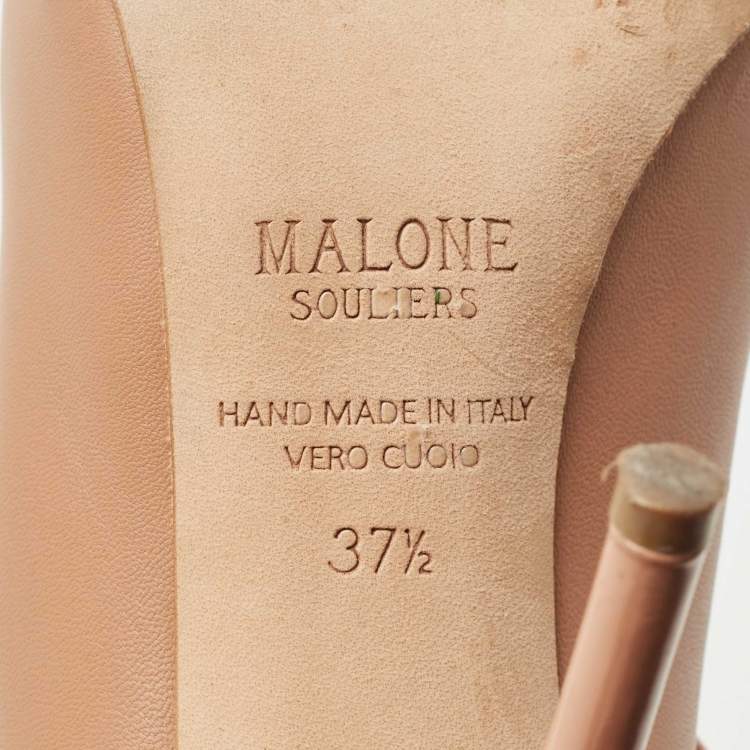 MALONE
SOULIERS
HAND MADE IN ITALY
VERO CUOIO
37½